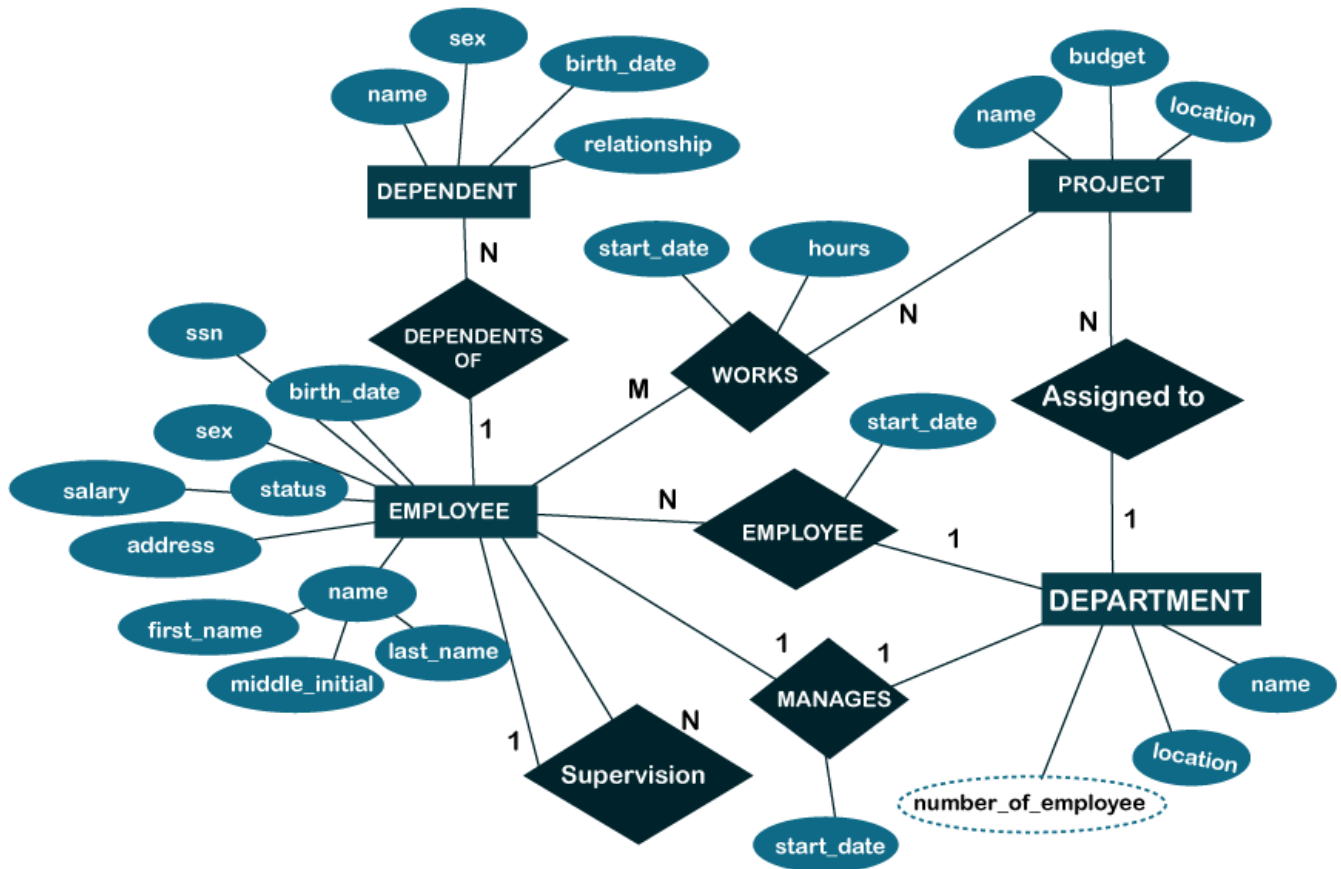 sex
birth_date
name
relationship
DEPENDENT
budget
name
location
PROJECT
N
start_date
hours
N
N
DEPENDENTS
OF
WORKS
M
Assigned to
ssn
birth_date
1
sex
salary
status
EMPLOYEE
address
start_date
N
EMPLOYEE
1
1
name
first_name
last_name
middle_initial
DEPARTMENT
1
1
MANAGES
name
location
number_of_employee
1
N
Supervision
start_date